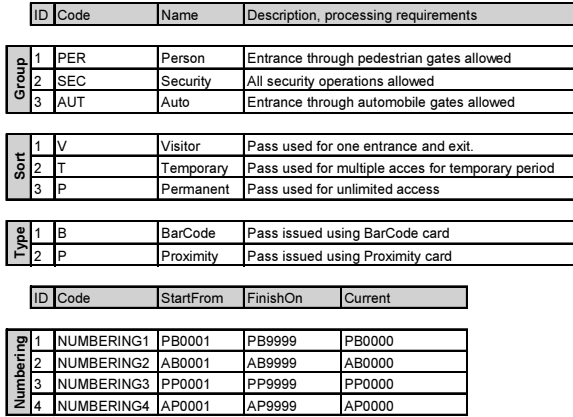 ID Code Name Description, processing requirements
Group
1 PER Person Entrance through pedestrian gates allowed
2 SEC Security All security operations allowed
3 AUT Auto Entrance through automobile gates allowed
Sort
1 V Visitor Pass used for one entrance and exit.
2 T Temporary Pass used for multiple acces for temporary period
3 P Permanent Pass used for unlimited access
Type
1 B BarCode Pass issued using BarCode card
2 P Proximity Pass issued using Proximity card
ID Code StartFrom FinishOn Current
Numbering
1 NUMBERING1 PB0001 PB9999 PB0000
2 NUMBERING2 AB0001 AB9999 AB0000
3 NUMBERING3 PP0001 PP9999 PP0000
4 NUMBERING4 AP0001 AP9999 AP0000